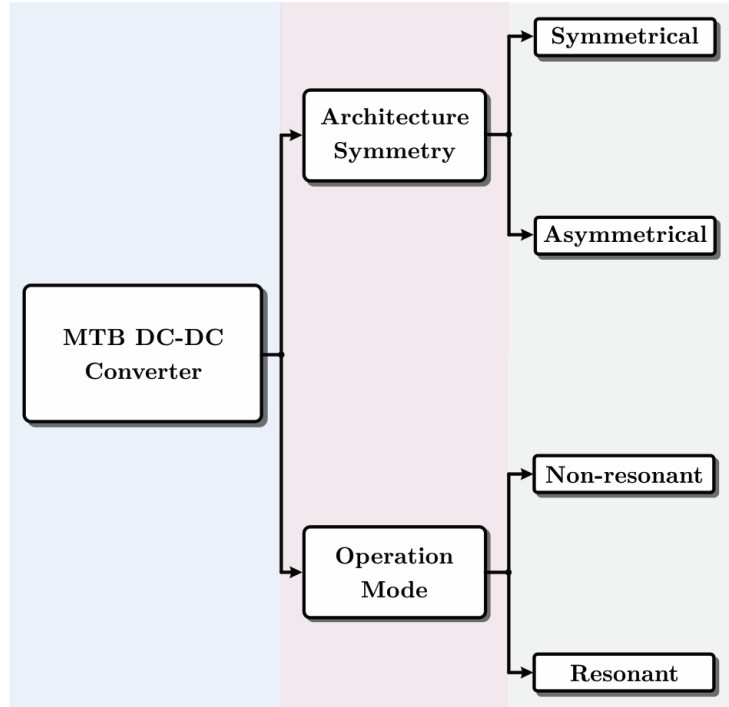 Symmetrical
Architecture
Symmetry
Asymmetrical
MTB DC-DC
Converter
Non-resonant
Operation
Mode
Resonant